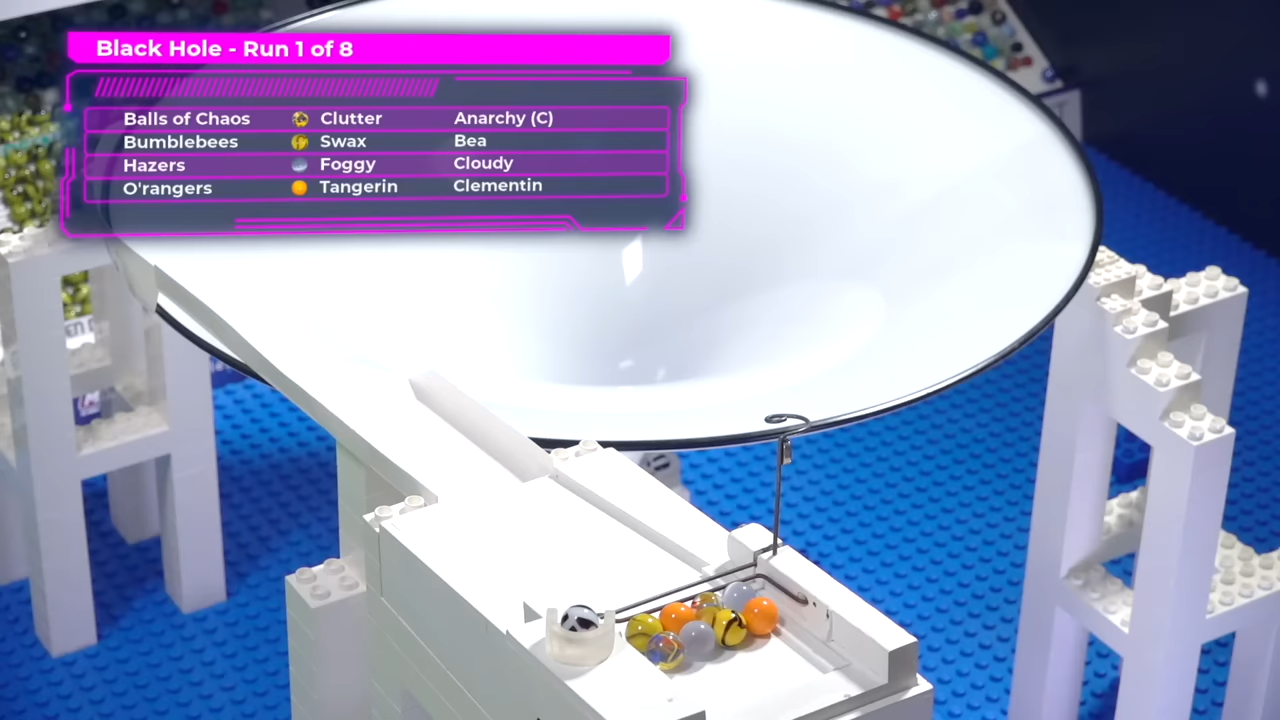 Black Hole - Run 1 of 8
Balls of Chaos Clutter Anarchy (C)
Bumblebees Swax Bea
Hazers Foggy Cloudy
O'rangers Tangerin Clementin